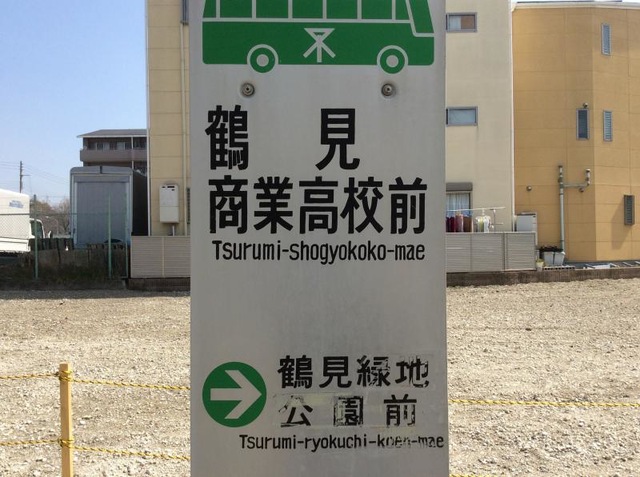 鶴見
商業高校前
Tsurumi-shogyokoko-mae
鶴見緑地
公園前
Tsurumi-ryokuchi-koen-mae